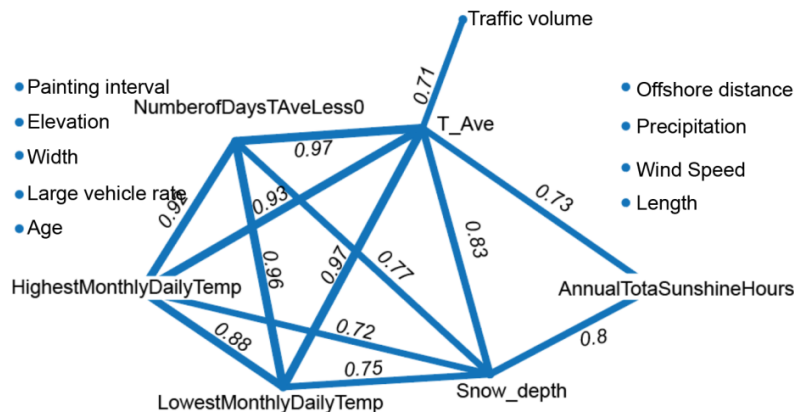 Traffic volume
0.71
Painting interval
Offshore distance
NumberofDaysTAveLess0
T_Ave
Elevation
Precipitation
0.97
Width
Wind Speed
Large vehicle rate
0.92
0.93
0.73
Length
Age
0.83
0.96
0.97
0.77
HighestMonthlyDailyTemp
AnnualTotaSunshineHours
0.72
0.88
0.8
0.75
Snow_depth
LowestMonthlyDailyTemp